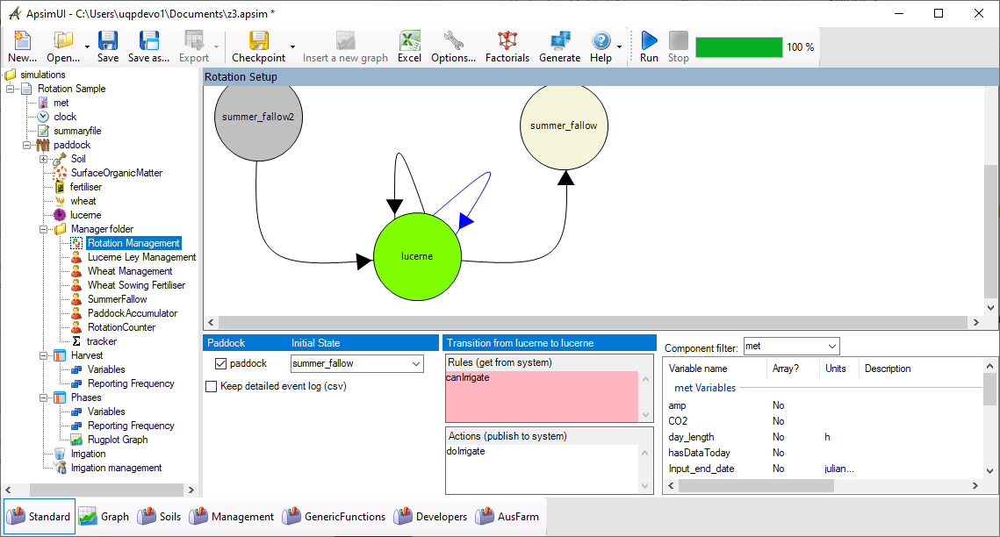 ApsimUI - C:\Users\uqpdevo1\Documents\z3.apsim *
New... Open... Save Save as... Export Checkpoint Insert a new graph Excel Options... Factorials Generate Help Run Stop 100 %
simulations
Rotation Sample
met
clock
summaryfile
paddock
Soil
SurfaceOrganicMatter
fertiliser
wheat
lucerne
Manager folder
Rotation Management
Lucerne Ley Management
Wheat Management
Wheat Sowing Fertiliser
SummerFallow
PaddockAccumulator
RotationCounter
Σ tracker
Harvest
Variables
Reporting Frequency
Phases
Variables
Reporting Frequency
Rugplot Graph
Irrigation
Irrigation management
Rotation Setup
summer_fallow2
summer_fallow
lucerne
Paddock Initial State
paddock summer_fallow
Keep detailed event log (csv)
Transition from lucerne to lucerne
Rules (get from system)
canIrrigate
Actions (publish to system)
doIrrigate
Component filter: met
Variable name Array? Units Description
met Variables
amp No
CO2 No
day_length No h
hasDataToday No
Input_end_date No julian...
Standard Graph Soils Management GenericFunctions Developers AusFarm